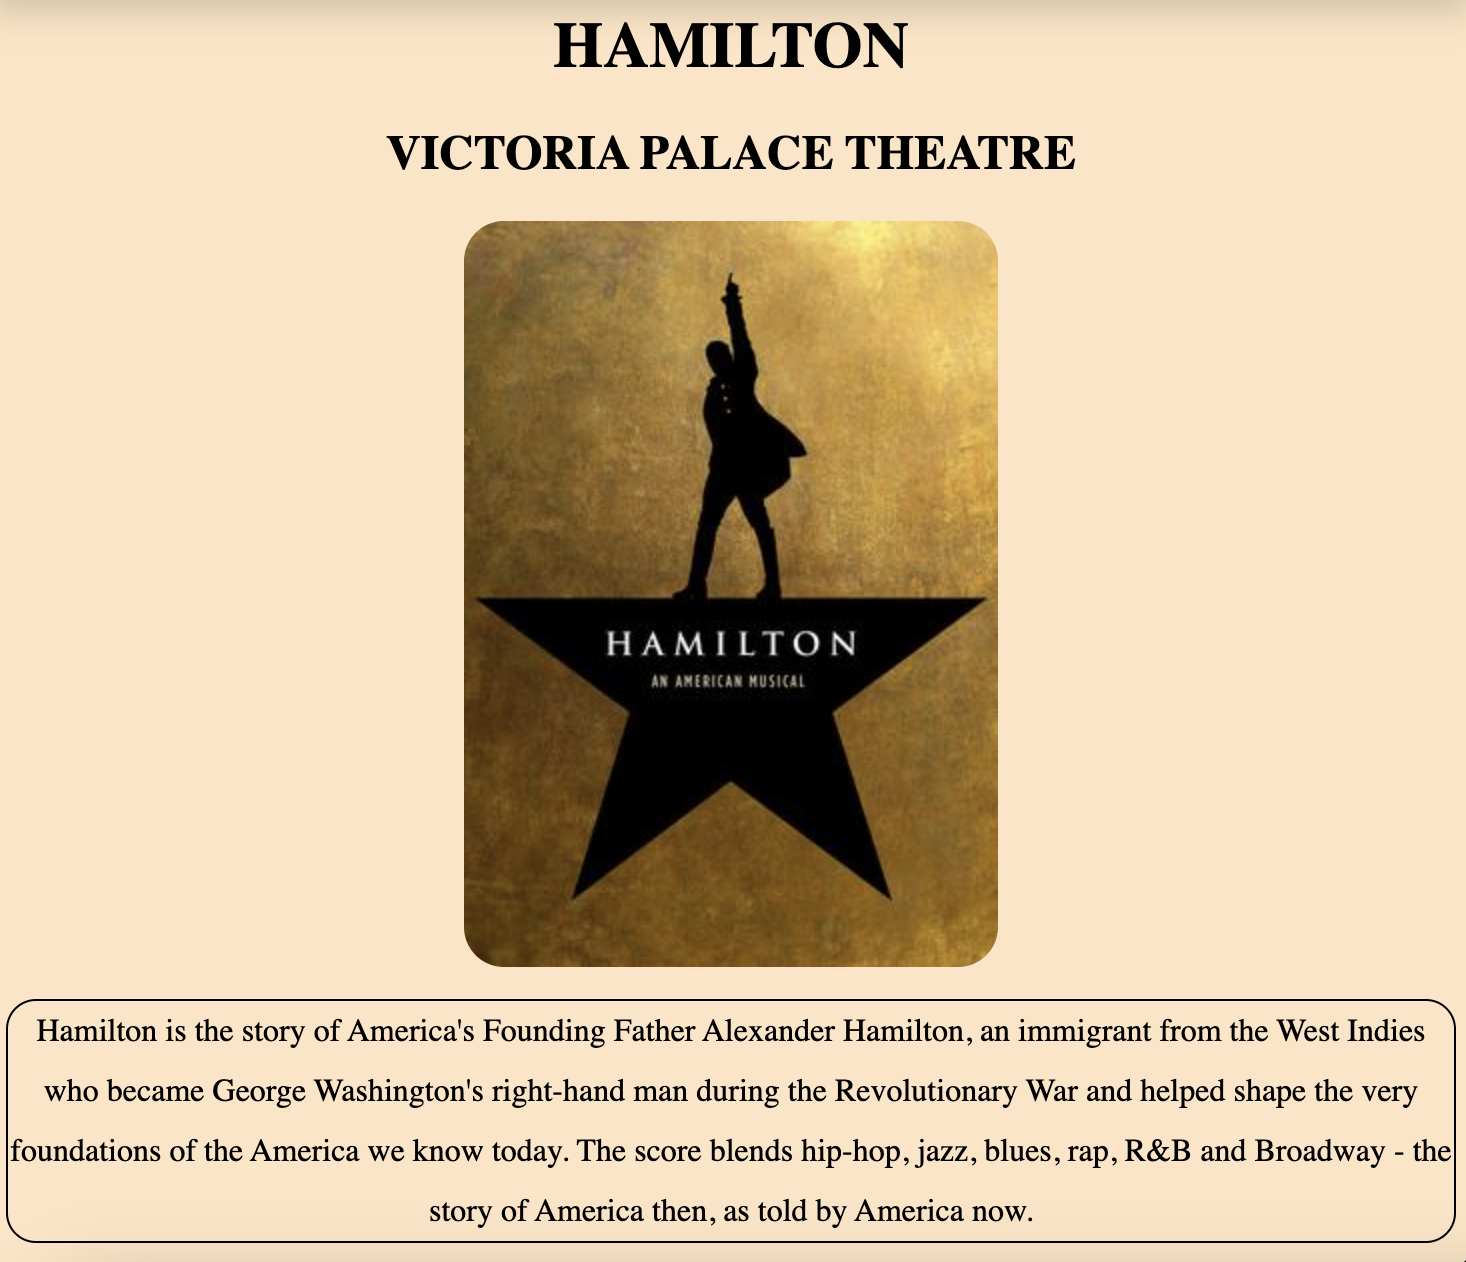 HAMILTON
VICTORIA PALACE THEATRE
HAMILTON
AN AMERICAN MUSICAL
Hamilton is the story of America's Founding Father Alexander Hamilton, an immigrant from the West Indies
who became George Washington's right-hand man during the Revolutionary War and helped shape the very
foundations of the America we know today. The score blends hip-hop, jazz, blues, rap, R&B and Broadway - the
story of America then, as told by America now.